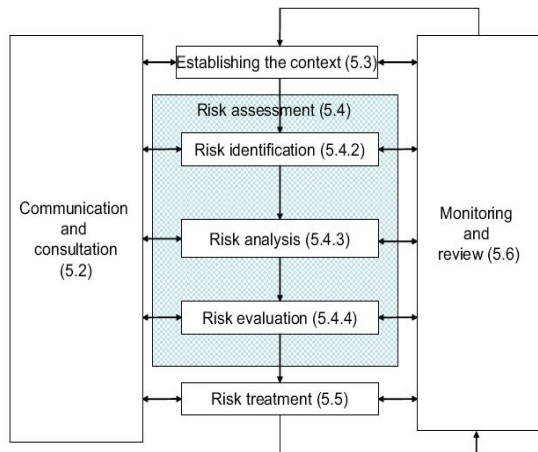 Establishing the context (5.3)
Risk assessment (5.4)
Risk identification (5.4.2)
Communication
and
consultation
(5.2)
Risk analysis (5.4.3)
Monitoring
and
review (5.6)
Risk evaluation (5.4.4)
Risk treatment (5.5)